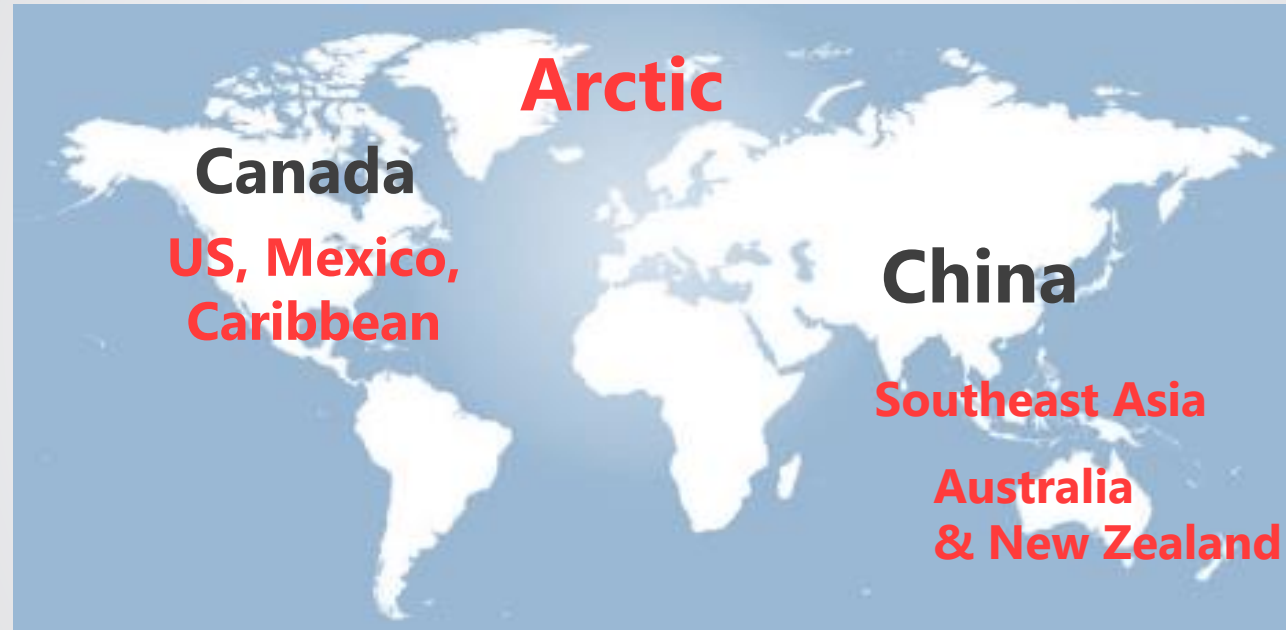 Arctic
Canada
US, Mexico,
Caribbean
China
Southeast Asia
Australia
& New Zealand